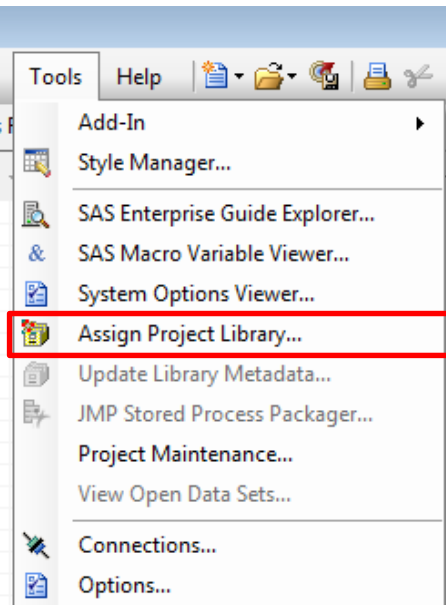 Tools Help
Add-In
Style Manager...
SAS Enterprise Guide Explorer...
& SAS Macro Variable Viewer...
System Options Viewer...
Assign Project Library...
Update Library Metadata...
JMP Stored Process Packager...
Project Maintenance...
View Open Data Sets...
Connections...
Options...